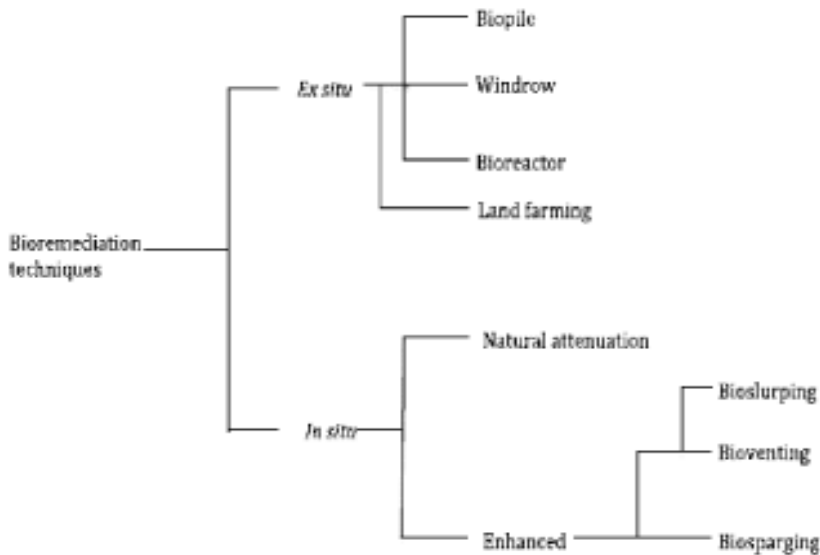 Biopile
Ex situ
Windrow
Bioreactor
Land farming
Bioremediation
techniques
Natural attenuation
Bioslurping
In situ
Bioventing
Enhanced
Biosparging